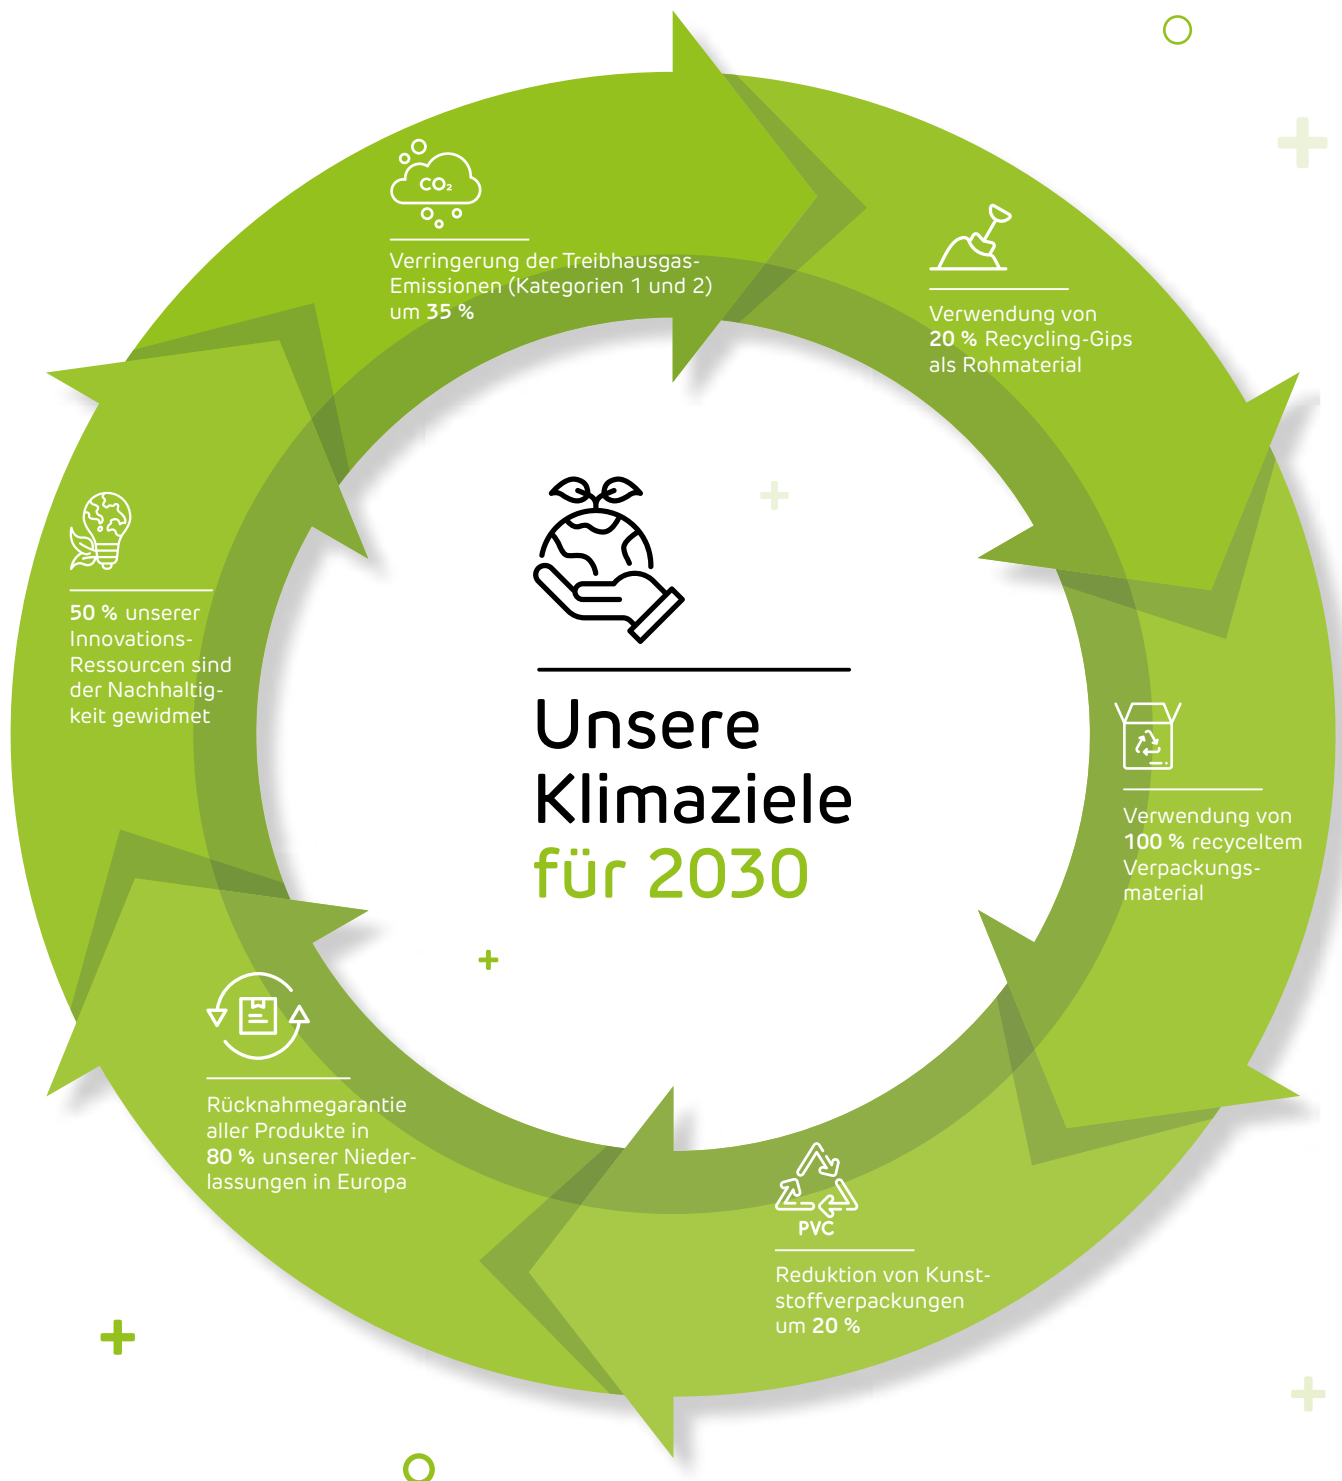 CO₂
Verringerung der Treibhausgas-
Emissionen (Kategorien 1 und 2)
um 35 %
Verwendung von
20 % Recycling-Gips
als Rohmaterial
Verwendung von
100 % recyceltem
Verpackungs-
material
PVC
Reduktion von Kunst-
stoffverpackungen
um 20 %
Rücknahmegarantie
aller Produkte in
80 % unserer Nieder-
lassungen in Europa
50 % unserer
Innovations-
Ressourcen sind
der Nachhaltig-
keit gewidmet
Unsere
Klimaziele
für 2030